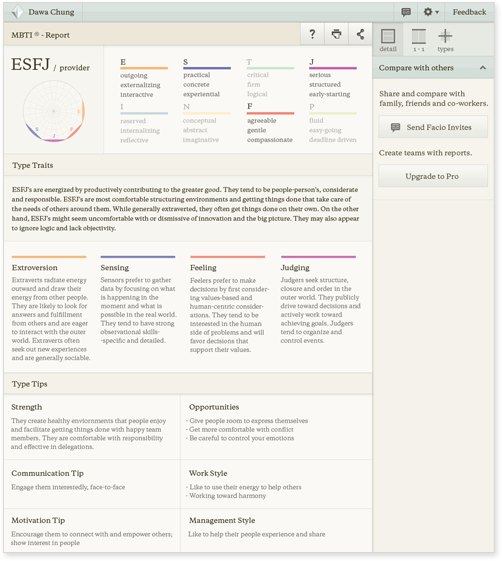 Dawa Chung
Feedback
MBTI ® - Report
?
detail
1 - 1
types
ESFJ / provider
E
outgoing
externalizing
interactive
S
practical
concrete
experiential
T
critical
firm
logical
J
serious
structured
early-starting
I
reserved
internalizing
reflective
N
conceptual
abstract
imaginative
F
agreeable
gentle
compassionate
P
fluid
easy-going
deadline driven
Compare with others
Share and compare with
family, friends and co-workers.
Send Facio Invites
Create teams with reports.
Upgrade to Pro
Type Traits
ESFJ's are energized by productively contributing to the greater good. They tend to be people-person's, considerate
and responsible. ESFJ's are most comfortable structuring environments and getting things done that take care of
the needs of others around them. While generally extraverted, they often get things done on their own. On the other
hand, ESFJ's might seem uncomfortable with or dismissive of innovation and the big picture. They may also appear
to ignore logic and lack objectivity.
Extroversion
Extraverts radiate energy
outward and draw their
energy from other people.
They are likely to look for
answers and fulfillment
from others and are eager
to interact with the outer
world. Extraverts often
seek out new experiences
and are generally sociable.
Sensing
Sensors prefer to gather
data by focusing on what
is happening in the
moment and what is
possible in the real world.
They tend to have strong
observational skills-
-specific and detailed.
Feeling
Feelers prefer to make
decisions by first consider-
ing values-based and
human-centric consider-
ations. They tend to be
interested in the human
side of problems and will
favor decisions that
support their values.
Judging
Judgers seek structure,
closure and order in the
outer world. They publicly
drive toward decisions and
actively work toward
achieving goals. Judgers
tend to organize and
control events.
Type Tips
Strength
They create healthy enviornments that people enjoy
and facilitate getting things done with happy team
members. They are comfortable with responsibility
and effective in delegations.
Opportunities
- Give people room to express themselves
- Get more comfortable with conflict
- Be careful to control your emotions
Communication Tip
Engage them interestedly, face-to-face
Work Style
- Like to use their energy to help others
- Working toward harmony
Motivation Tip
Encourage them to connect with and empower others;
show interest in people
Management Style
Like to help their people experience and share